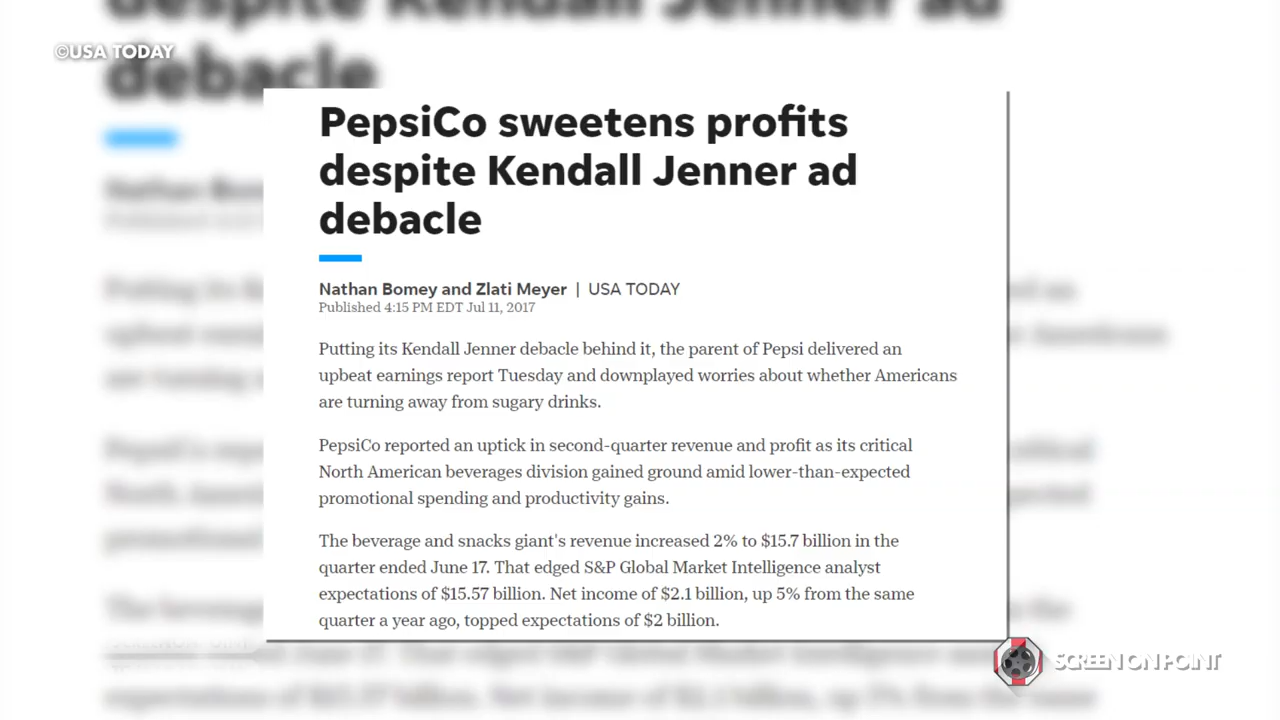 despite Kendall Jenner ad
©USA TODAY
debacle
PepsiCo sweetens profits
despite Kendall Jenner ad
debacle
Nathan Bomey and Zlati Meyer | USA TODAY
Published 4:15 PM EDT Jul 11, 2017
Putting its Kendall Jenner debacle behind it, the parent of Pepsi delivered an
upbeat earnings report Tuesday and downplayed worries about whether Americans
are turning away from sugary drinks.
PepsiCo reported an uptick in second-quarter revenue and profit as its critical
North American beverages division gained ground amid lower-than-expected
promotional spending and productivity gains.
The beverage and snacks giant's revenue increased 2% to $15.7 billion in the
quarter ended June 17. That edged S&P Global Market Intelligence analyst
expectations of $15.57 billion. Net income of $2.1 billion, up 5% from the same
quarter a year ago, topped expectations of $2 billion.
SCREEN ON POINT